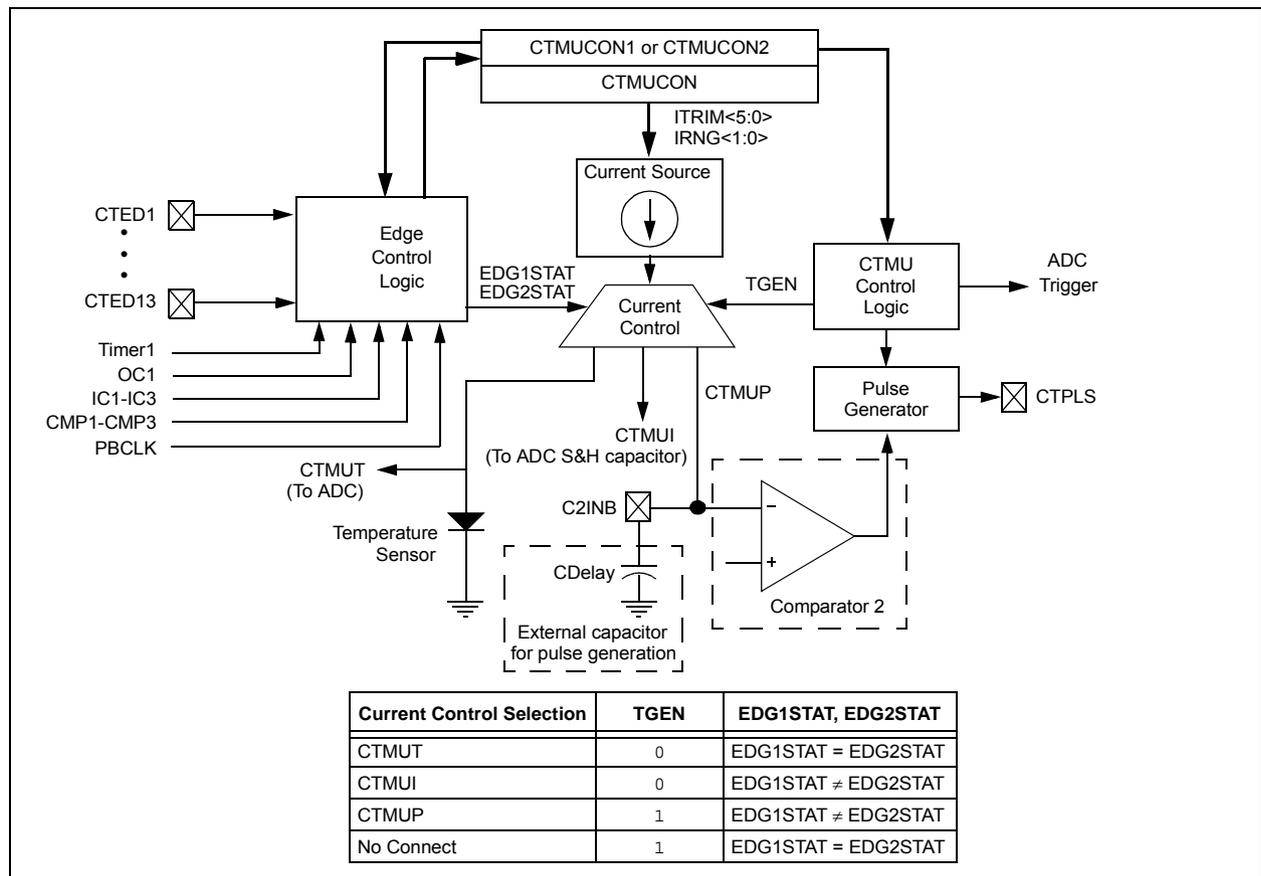 CTMUCON1 or CTMUCON2
CTMUCON
ITRIM<5:0>
IRNG<1:0>
Current Source
CTED1
CTED13
Edge
Control
Logic
EDG1STAT
EDG2STAT
Current
Control
TGEN
CTMU
Control
Logic
ADC
Trigger
Timer1
OC1
IC1-IC3
CMP1-CMP3
PBCLK
CTMUT
(To ADC)
CTMUI
(To ADC S&H capacitor)
CTMUP
Pulse
Generator
CTPLS
C2INB
Temperature
Sensor
CDelay
External capacitor
for pulse generation
–
+
Comparator 2
Current Control Selection TGEN EDG1STAT, EDG2STAT
CTMUT 0 EDG1STAT = EDG2STAT
CTMUI 0 EDG1STAT ≠ EDG2STAT
CTMUP 1 EDG1STAT ≠ EDG2STAT
No Connect 1 EDG1STAT = EDG2STAT